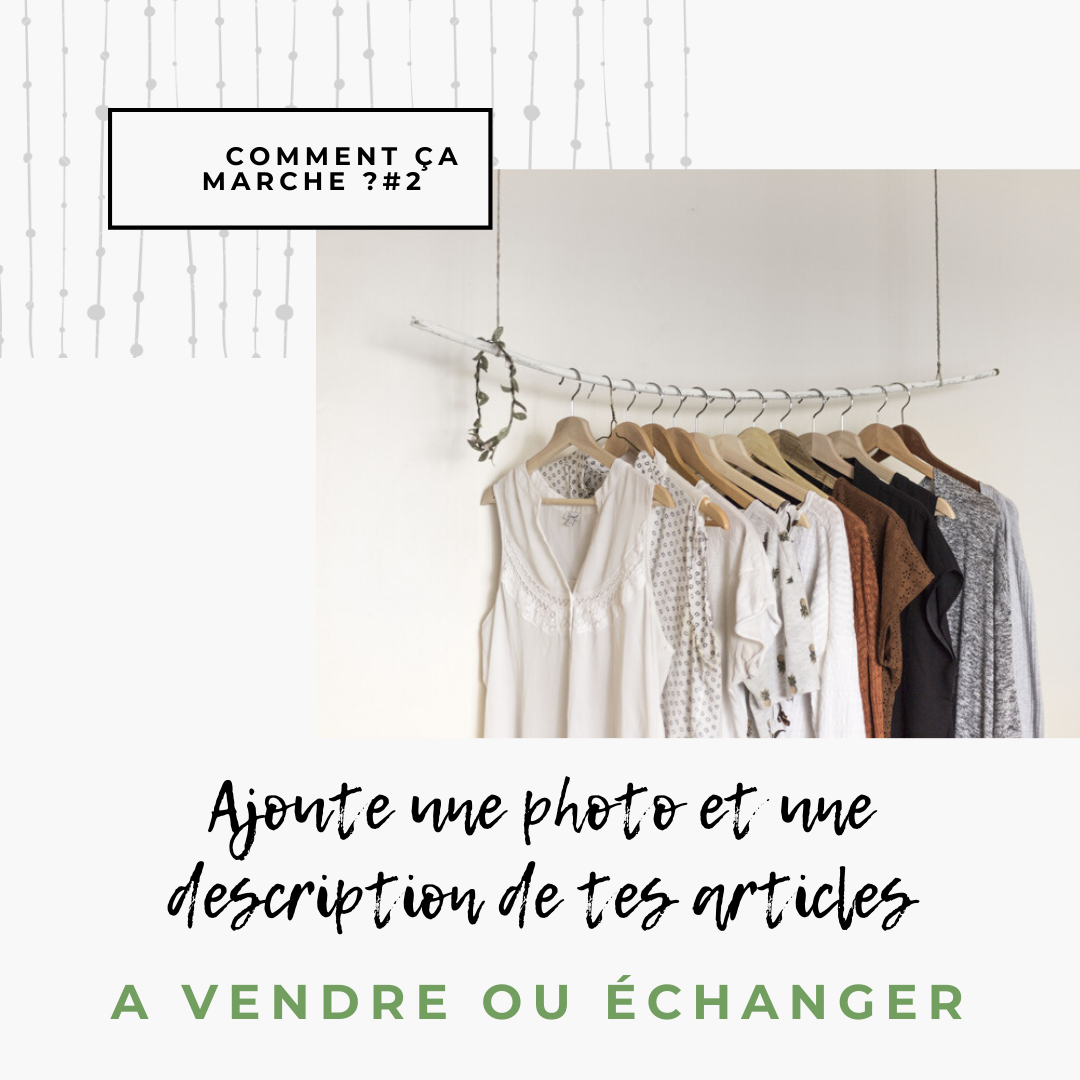 COMMENT ÇA
MARCHE ?#2
Ajoute une photo et une
description de tes articles
A VENDRE OU ÉCHANGER